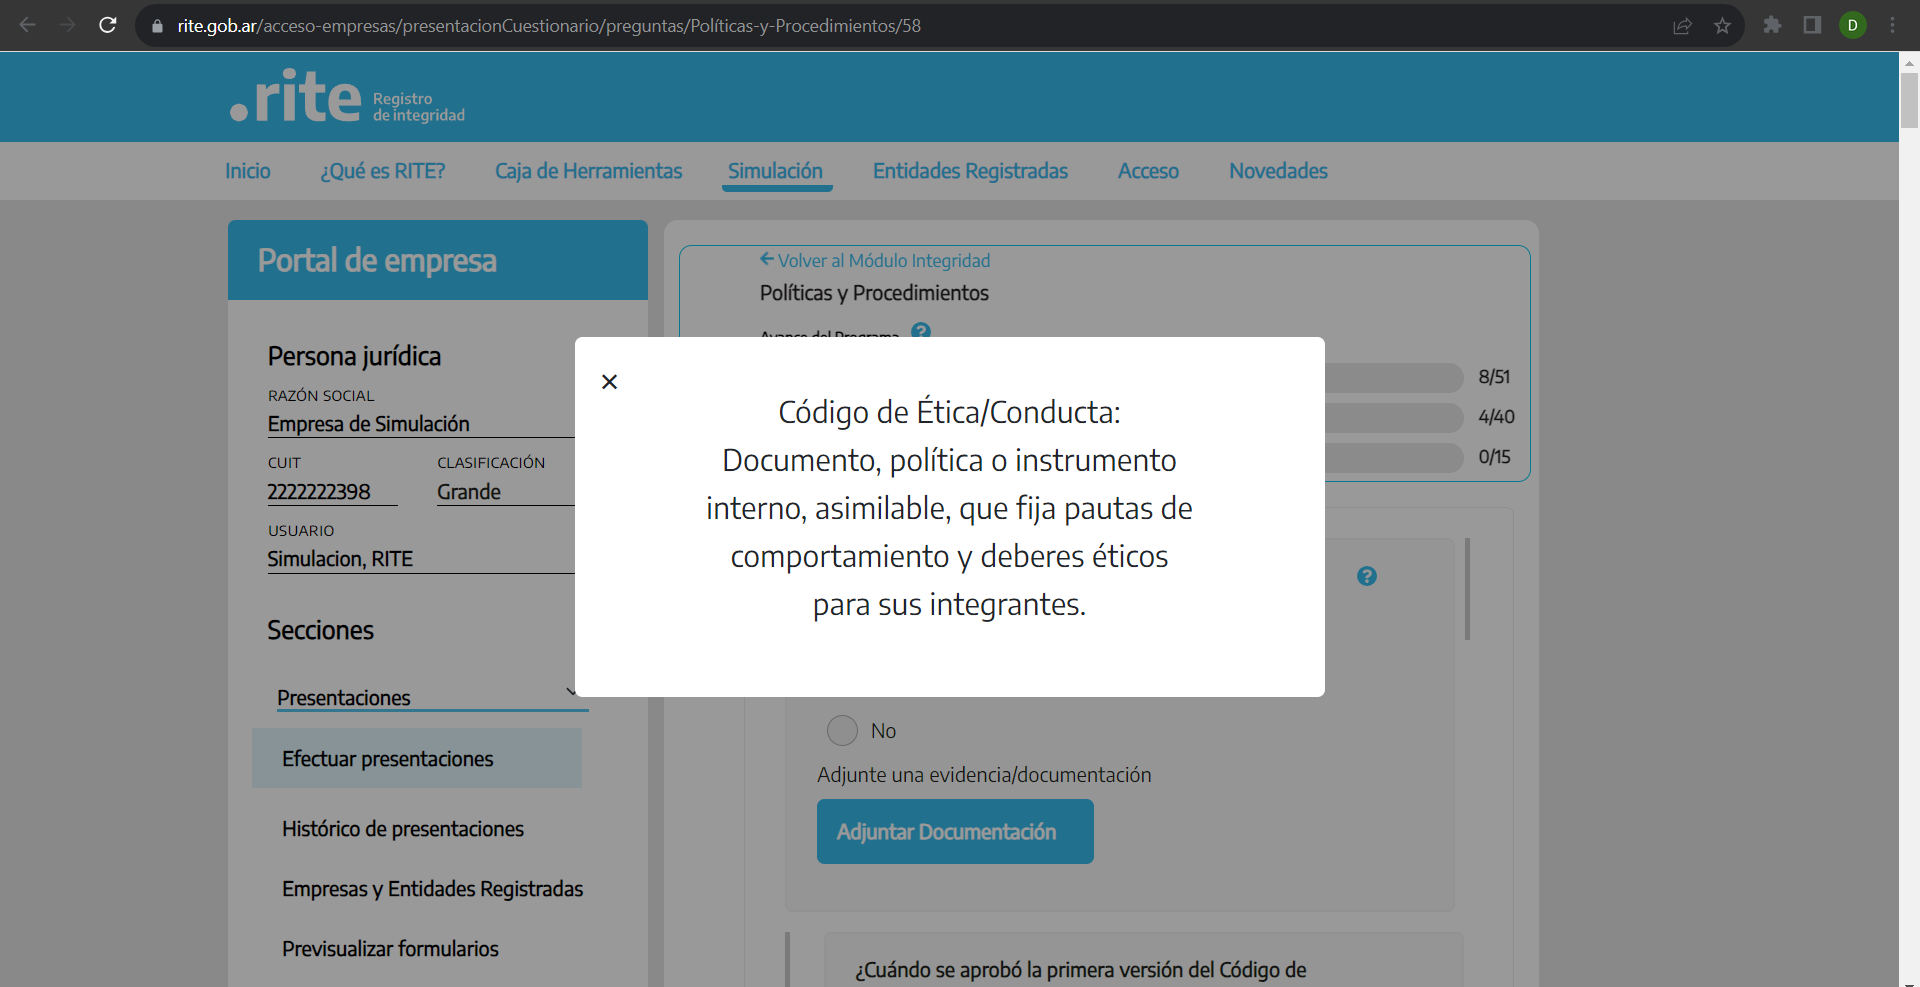 rite.gob.ar/acceso-empresas/presentacionCuestionario/preguntas/Políticas-y-Procedimientos/58
D
.rite Registro
de integridad
Inicio ¿Qué es RITE? Caja de Herramientas Simulación Entidades Registradas Acceso Novedades
Portal de empresa
Persona jurídica
RAZÓN SOCIAL
Empresa de Simulación
CUIT CLASIFICACIÓN
2222222398 Grande
USUARIO
Simulacion, RITE
Secciones
Presentaciones
Efectuar presentaciones
Histórico de presentaciones
Empresas y Entidades Registradas
Previsualizar formularios
Volver al Módulo Integridad
Políticas y Procedimientos
Avance del Programa ?
8/51
4/40
0/15
×
Código de Ética/Conducta:
Documento, política o instrumento
interno, asimilable, que fija pautas de
comportamiento y deberes éticos
para sus integrantes.
?
No
Adjunte una evidencia/documentación
Adjuntar Documentación
¿Cuándo se aprobó la primera versión del Código de